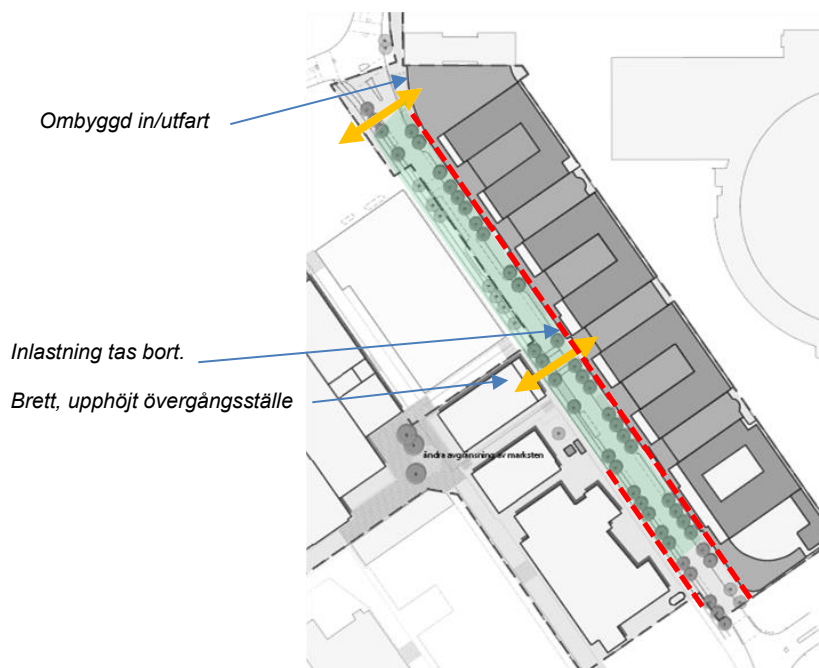 Ombyggd in/utfart
Inlastning tas bort.
Brett, upphöjt övergångsställe
ändra avgränsning av marksten